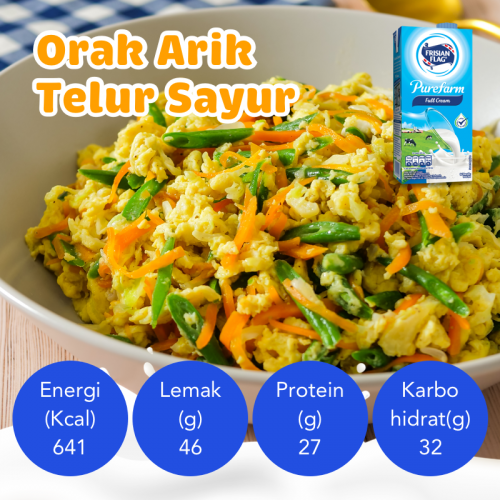 Orak Arik
Telur Sayur
FRISIAN
FLAG
Purefarm
Full Cream
Energi
(Kcal)
641
Lemak
(g)
46
Protein
(g)
27
Karbo
hidrat(g)
32